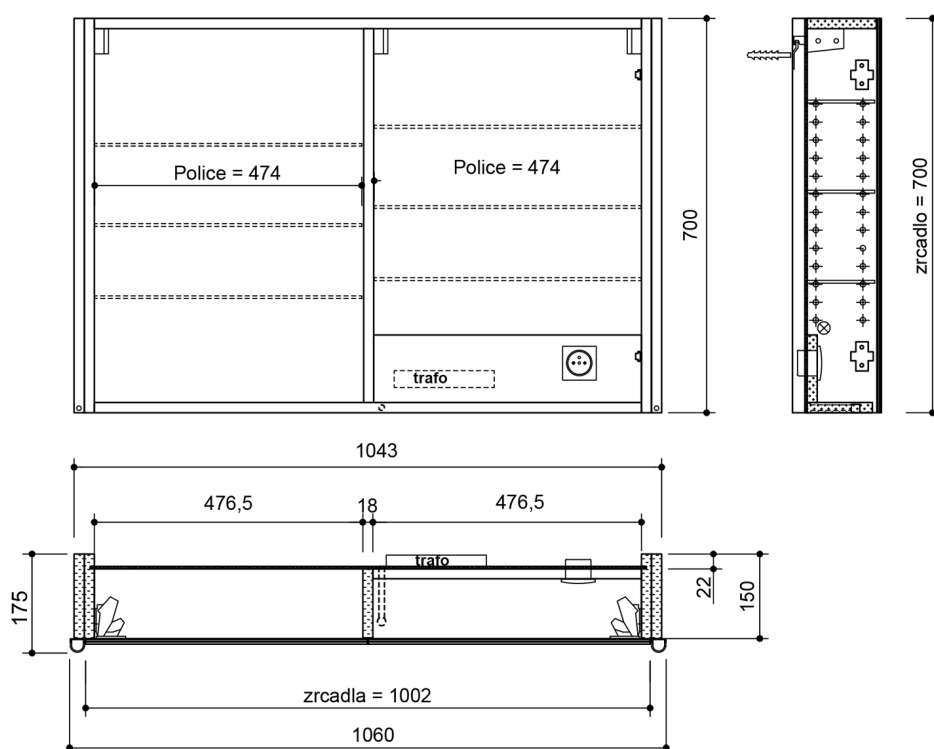 Police = 474
Police = 474
700
zrcadlo = 700
trafo
1043
476,5
18
476,5
trafo
175
22
150
zrcadla = 1002
1060